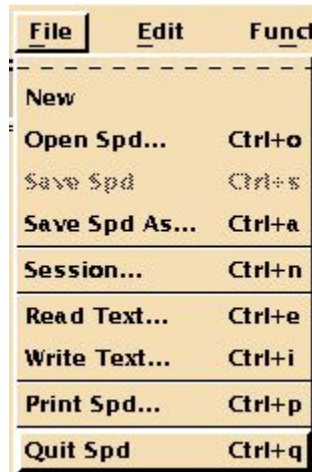 File Edit Funct
New
Open Spd... Ctrl+o
Save Spd Ctrl+s
Save Spd As... Ctrl+a
Session... Ctrl+n
Read Text... Ctrl+e
Write Text... Ctrl+i
Print Spd... Ctrl+p
Quit Spd Ctrl+q